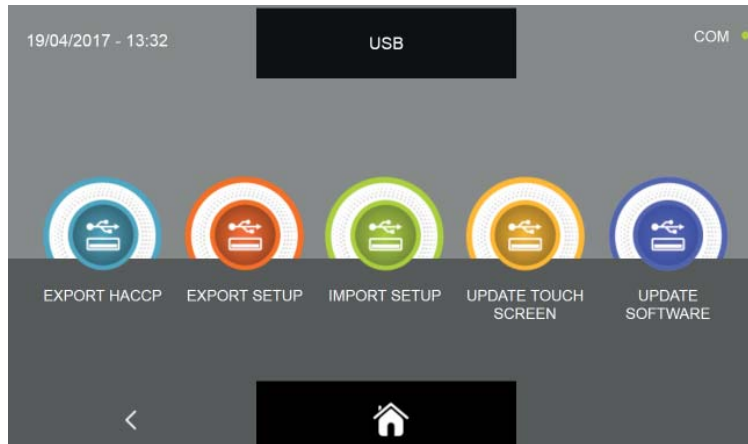 19/04/2017 - 13:32
USB
COM
EXPORT HACCP
EXPORT SETUP
IMPORT SETUP
UPDATE TOUCH
SCREEN
UPDATE
SOFTWARE